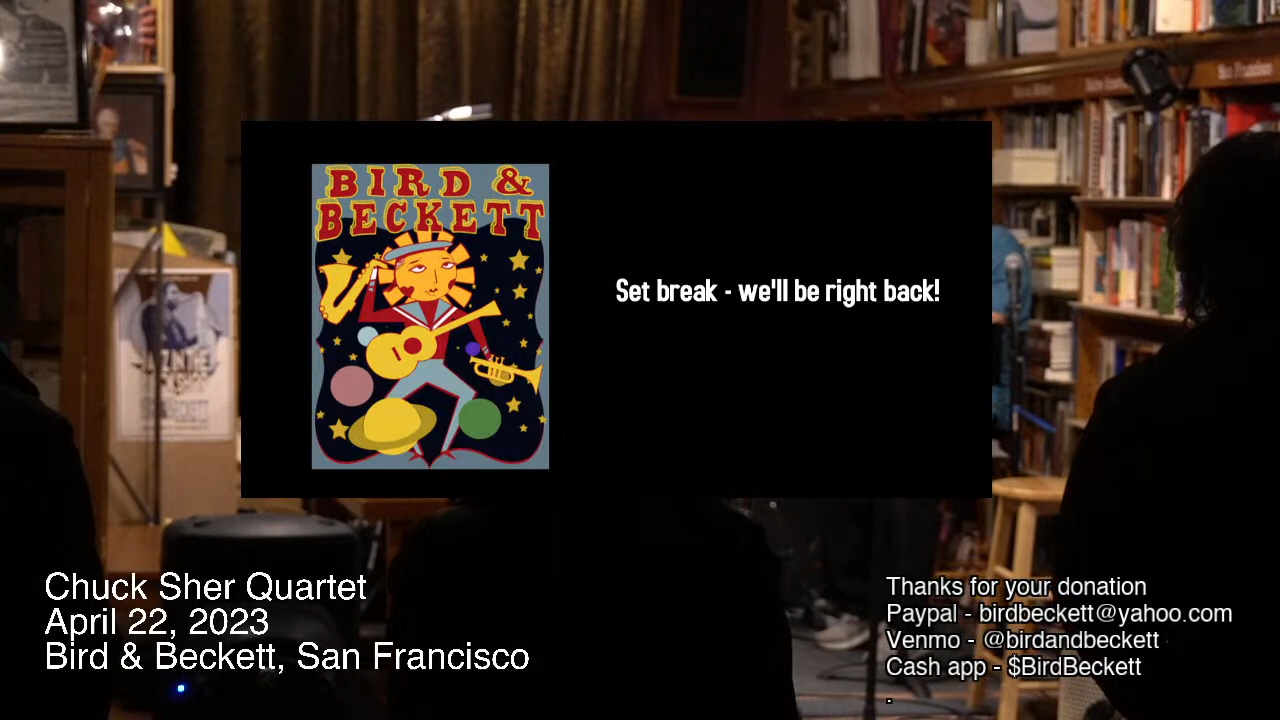 BIRD &
BECKETT
Set break - we'll be right back!
Chuck Sher Quartet
April 22, 2023
Bird & Beckett, San Francisco
Thanks for your donation
Paypal - birdbeckett@yahoo.com
Venmo - @birdandbeckett
Cash app - $BirdBeckett
.